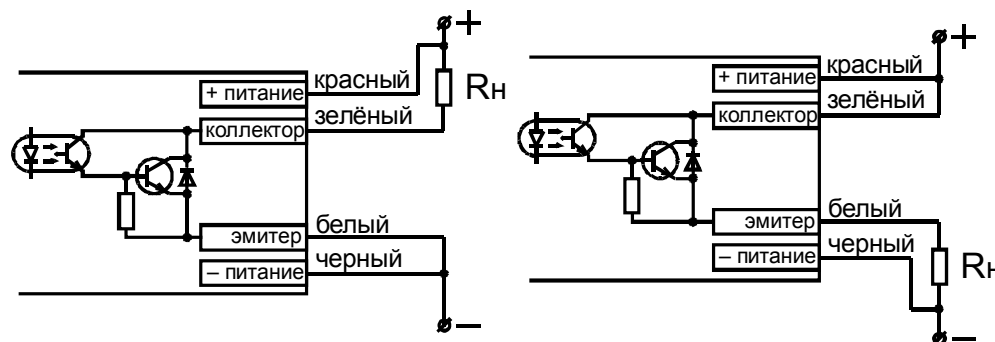 +
красный
+ питание
Rн
зелёный
коллектор
белый
эмитер
черный
– питание
–
+
красный
+ питание
зелёный
коллектор
белый
эмитер
черный
– питание
Rн
–